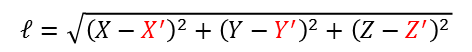 ℓ = √(X − X′)² + (Y − Y′)² + (Z − Z′)²